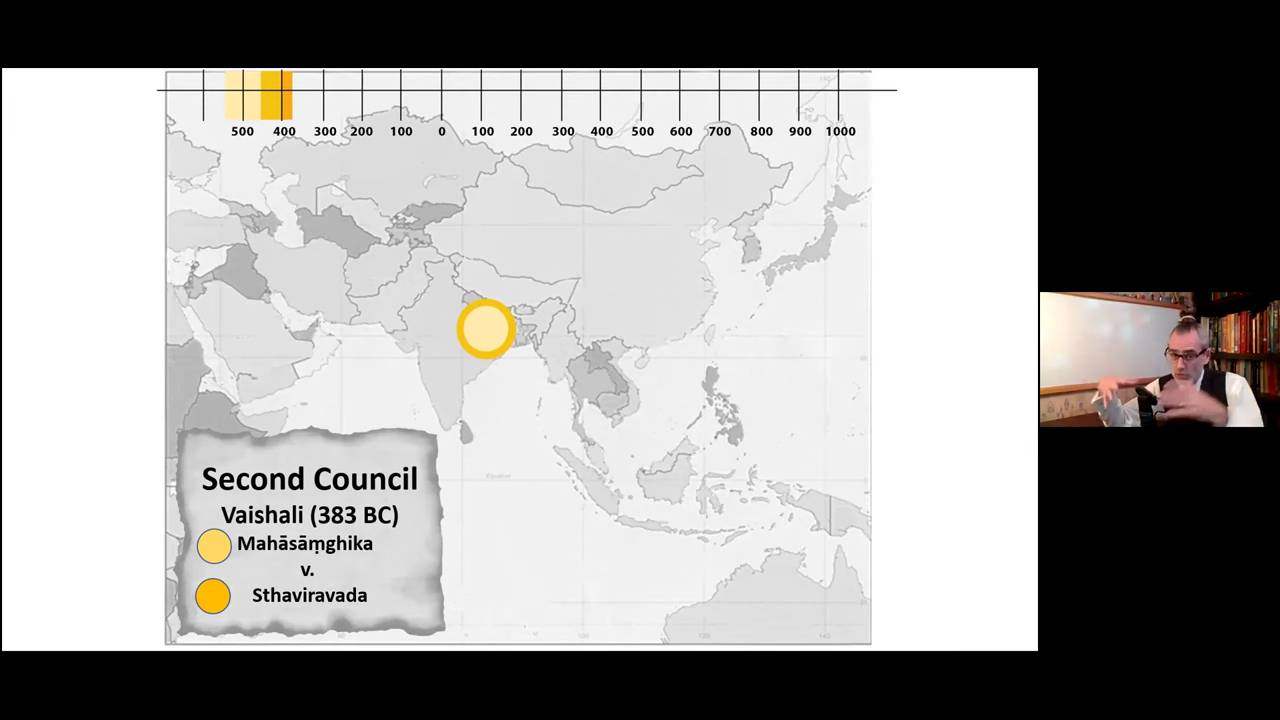 500 400 300 200 100 0 100 200 300 400 500 600 700 800 900 1000
Equator
Second Council
Vaishali (383 BC)
Mahāsāṃghika
v.
Sthaviravada